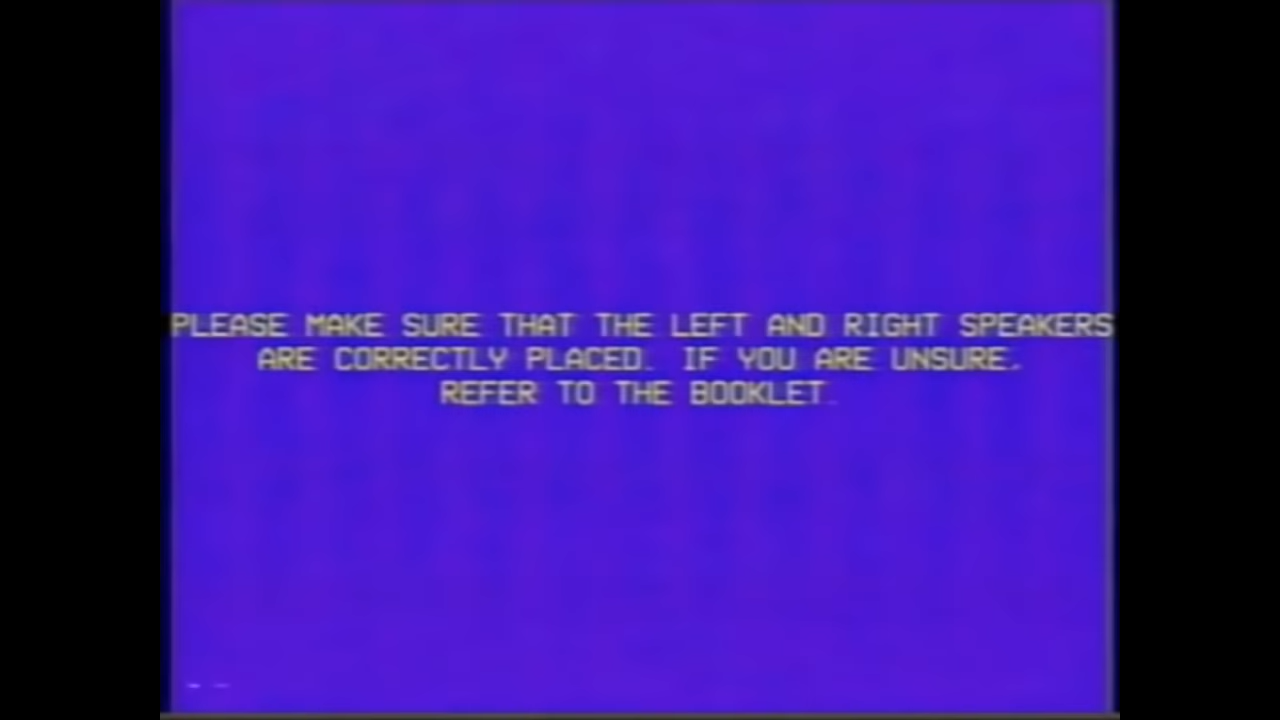 PLEASE MAKE SURE THAT THE LEFT AND RIGHT SPEAKERS
ARE CORRECTLY PLACED. IF YOU ARE UNSURE,
REFER TO THE BOOKLET.